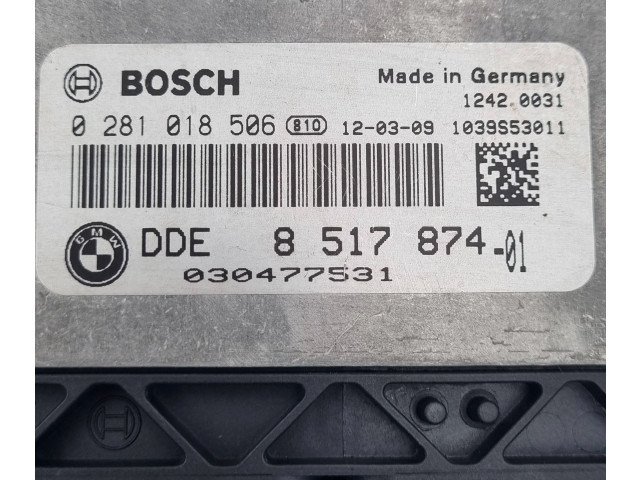 BOSCH
Made in Germany
1242 0031
0 281 018 506 810 12-03-09 1039S53011
BMW
DDE 8 517 874-01
030477531